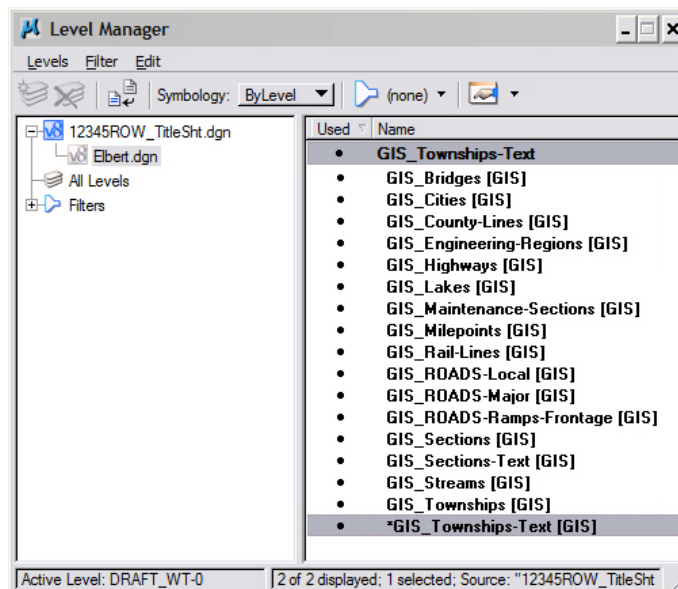 Level Manager
Levels Filter Edit
Symbology: ByLevel (none)
12345ROW_TitleSht.dgn
Elbert.dgn
All Levels
Filters
Used Name
GIS_Townships-Text
GIS_Bridges [GIS]
GIS_Cities [GIS]
GIS_County-Lines [GIS]
GIS_Engineering-Regions [GIS]
GIS_Highways [GIS]
GIS_Lakes [GIS]
GIS_Maintenance-Sections [GIS]
GIS_Milepoints [GIS]
GIS_Rail-Lines [GIS]
GIS_ROADS-Local [GIS]
GIS_ROADS-Major [GIS]
GIS_ROADS-Ramps-Frontage [GIS]
GIS_Sections [GIS]
GIS_Sections-Text [GIS]
GIS_Streams [GIS]
GIS_Townships [GIS]
*GIS_Townships-Text [GIS]
Active Level: DRAFT_WT-0 2 of 2 displayed; 1 selected; Source: "12345ROW_TitleSht